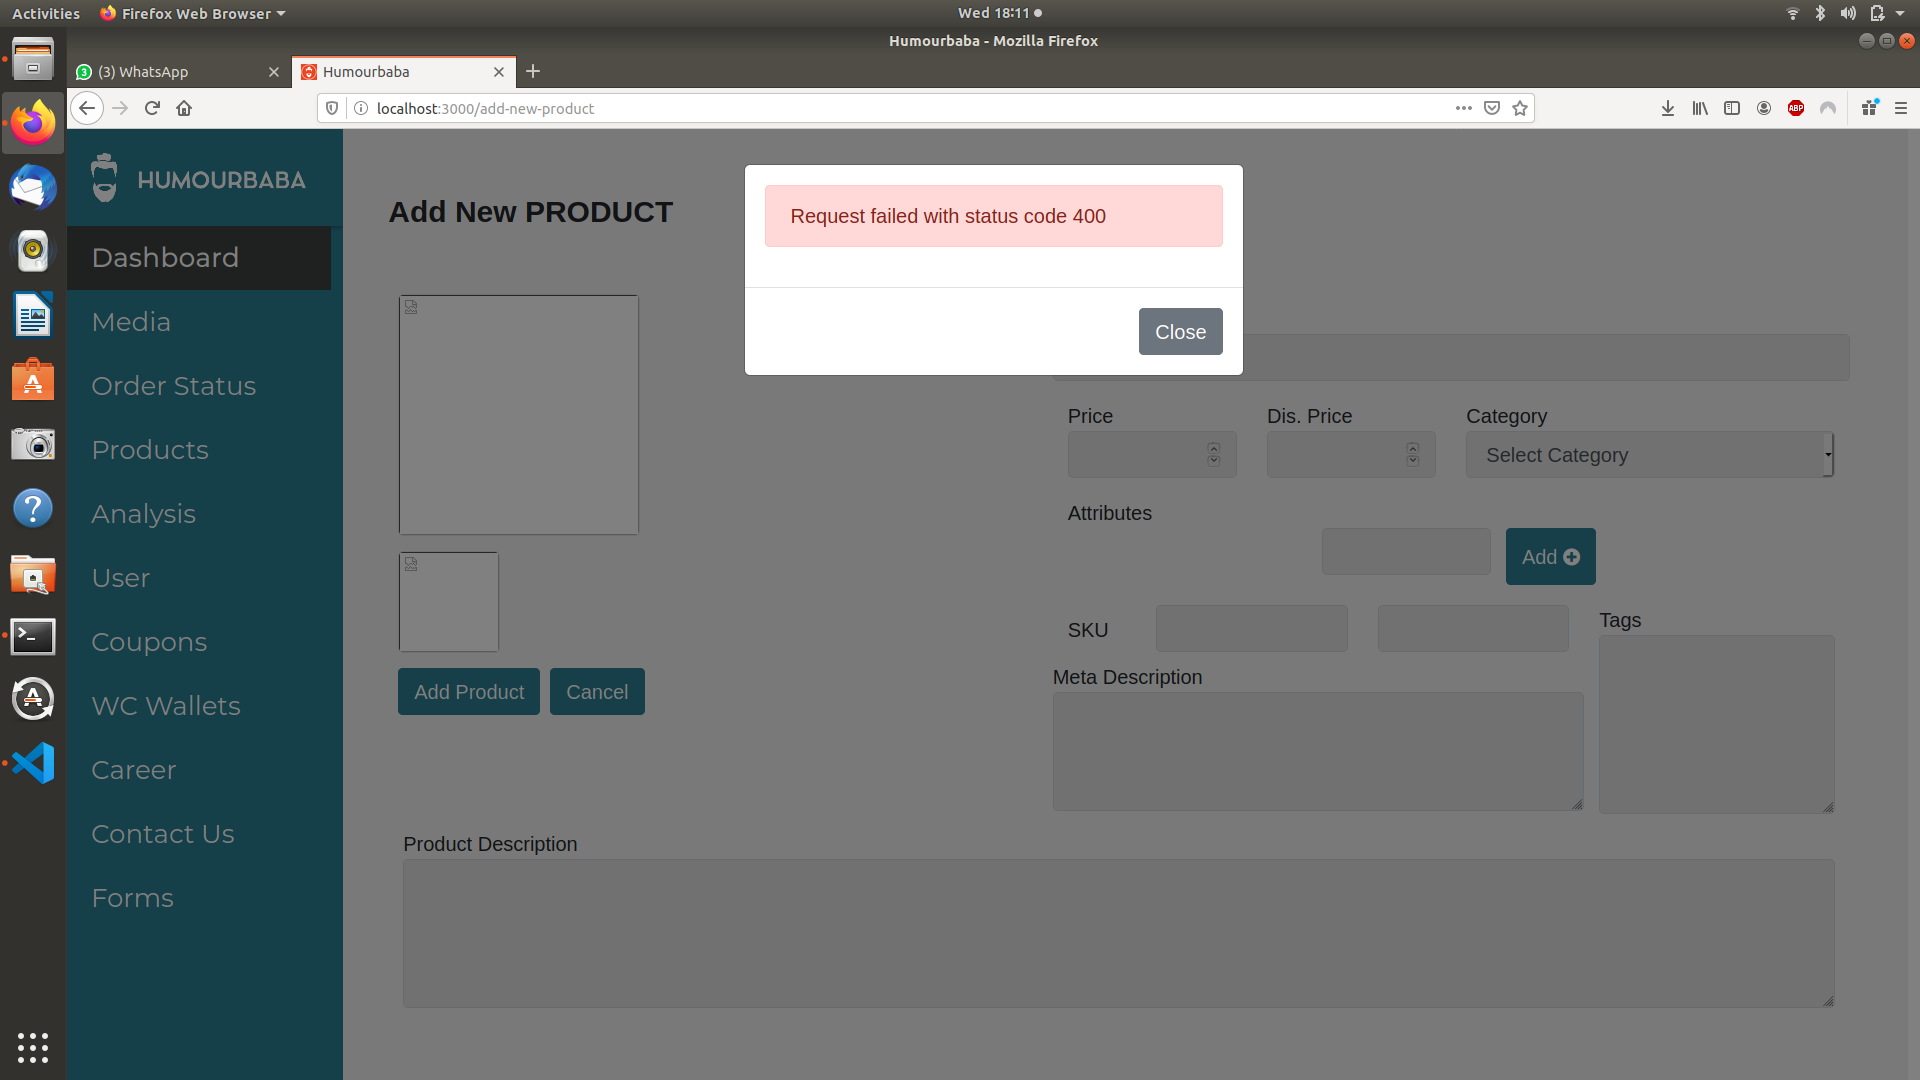 Activities
Firefox Web Browser
Wed 18:11
Humourbaba - Mozilla Firefox
3
(3) WhatsApp
Humourbaba
localhost:3000/add-new-product
ABP
HUMOURBABA
Dashboard
Media
Order Status
Products
Analysis
User
Coupons
WC Wallets
Career
Contact Us
Forms
Add New PRODUCT
Request failed with status code 400
Close
Price
Dis. Price
Category
Select Category
Attributes
Add
SKU
Tags
Meta Description
Add Product
Cancel
Product Description